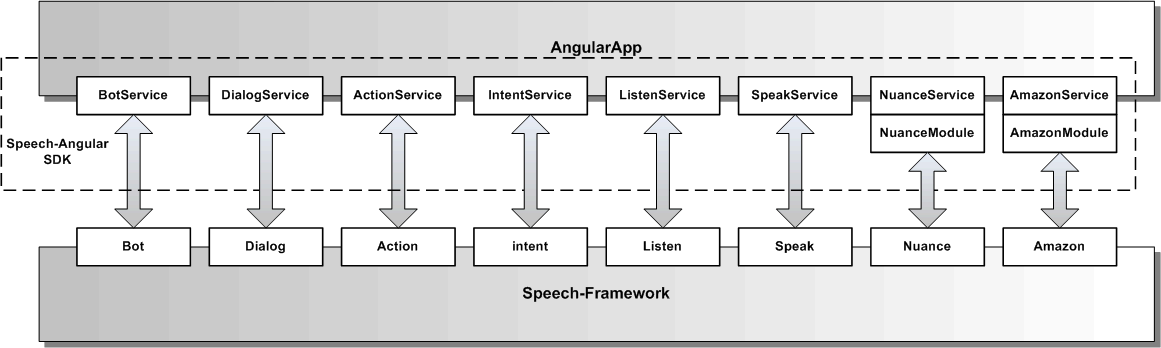 AngularApp
BotService DialogService ActionService IntentService ListenService SpeakService NuanceService AmazonService
NuanceModule AmazonModule
Speech-Angular
SDK
Bot Dialog Action intent Listen Speak Nuance Amazon
Speech-Framework